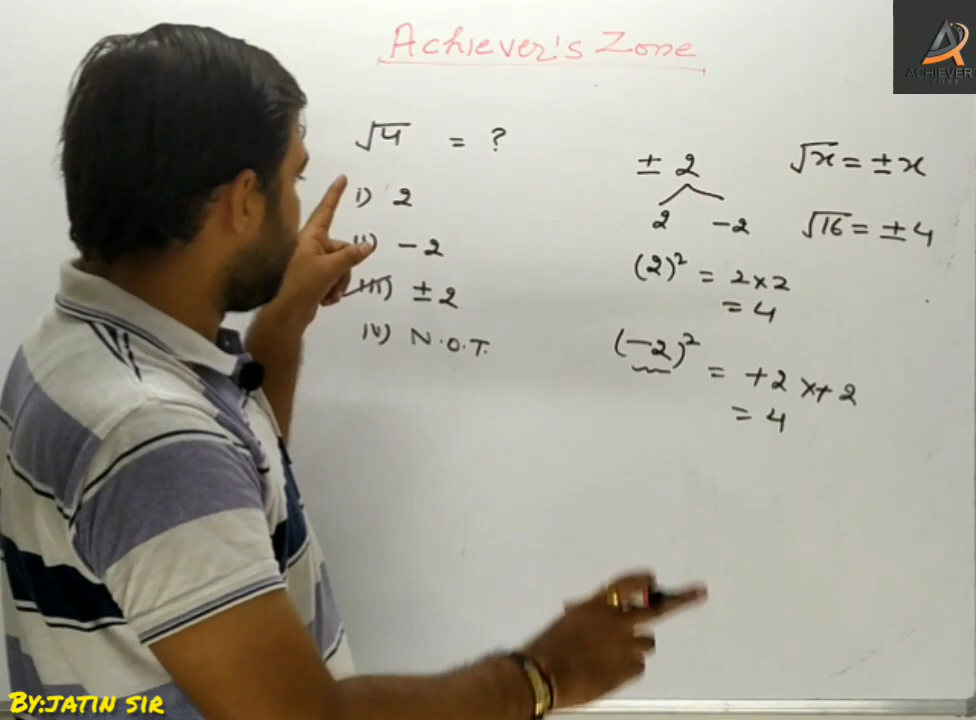 Achiever's Zone
ACHIEVER
ZONE
√4 = ?
i) 2
ii) -2
iii) ±2
iv) N.O.T.
± 2
2 -2
(2)² = 2×2
= 4
(-2)² = +2 ×+2
= 4
√x = ±x
√16 = ±4
BY:JATIN SIR